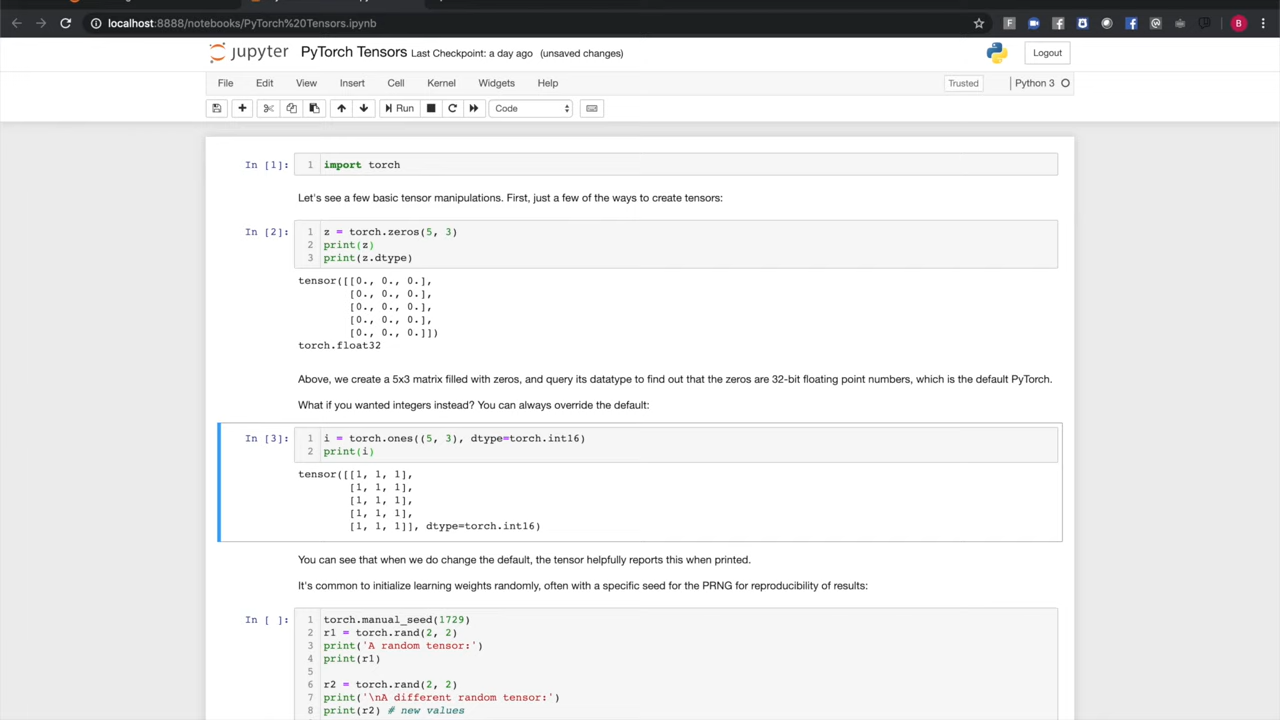 localhost:8888/notebooks/PyTorch%20Tensors.ipynb
B
jupyter PyTorch Tensors Last Checkpoint: a day ago (unsaved changes)
Logout
File Edit View Insert Cell Kernel Widgets Help
Trusted
Python 3
Run
Code
In [1]: 1 import torch
Let's see a few basic tensor manipulations. First, just a few of the ways to create tensors:
In [2]: 1 z = torch.zeros(5, 3)
2 print(z)
3 print(z.dtype)
tensor([[0., 0., 0.],
[0., 0., 0.],
[0., 0., 0.],
[0., 0., 0.],
[0., 0., 0.]])
torch.float32
Above, we create a 5x3 matrix filled with zeros, and query its datatype to find out that the zeros are 32-bit floating point numbers, which is the default PyTorch.
What if you wanted integers instead? You can always override the default:
In [3]: 1 i = torch.ones((5, 3), dtype=torch.int16)
2 print(i)
tensor([[1, 1, 1],
[1, 1, 1],
[1, 1, 1],
[1, 1, 1],
[1, 1, 1]], dtype=torch.int16)
You can see that when we do change the default, the tensor helpfully reports this when printed.
It's common to initialize learning weights randomly, often with a specific seed for the PRNG for reproducibility of results:
In [ ]: 1 torch.manual_seed(1729)
2 r1 = torch.rand(2, 2)
3 print('A random tensor:')
4 print(r1)
5
6 r2 = torch.rand(2, 2)
7 print('\nA different random tensor:')
8 print(r2) # new values